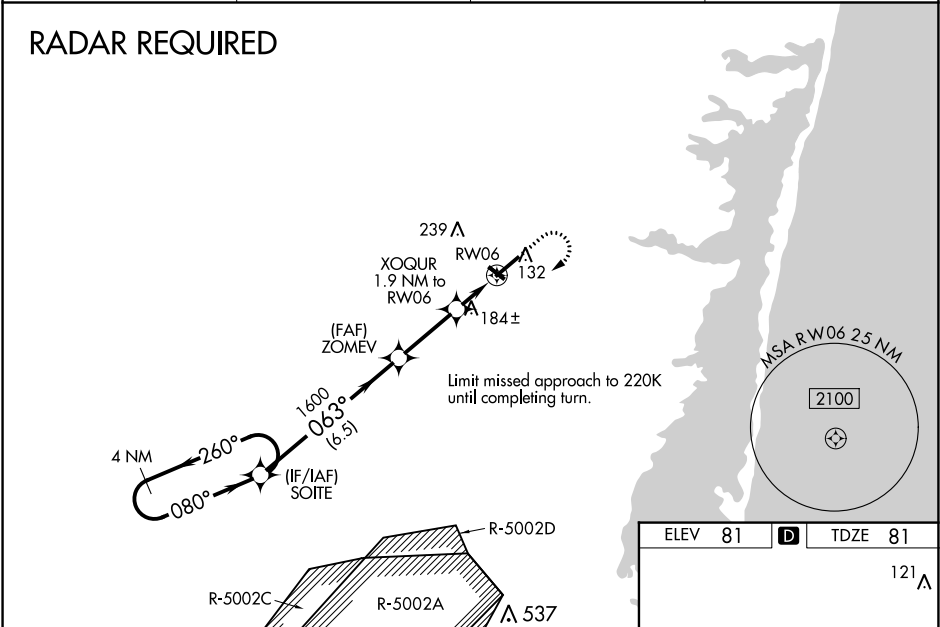 RADAR REQUIRED
239
RW06
132
XOQUR
1.9 NM to
RW06
184±
(FAF)
ZOMEV
MSA RW06 25 NM
2100
Limit missed approach to 220K
until completing turn.
1600
063°
(6.5)
4 NM
260°
080°
(IF/IAF)
SOITE
R-5002D
R-5002C
R-5002A
537
ELEV 81 D TDZE 81
121